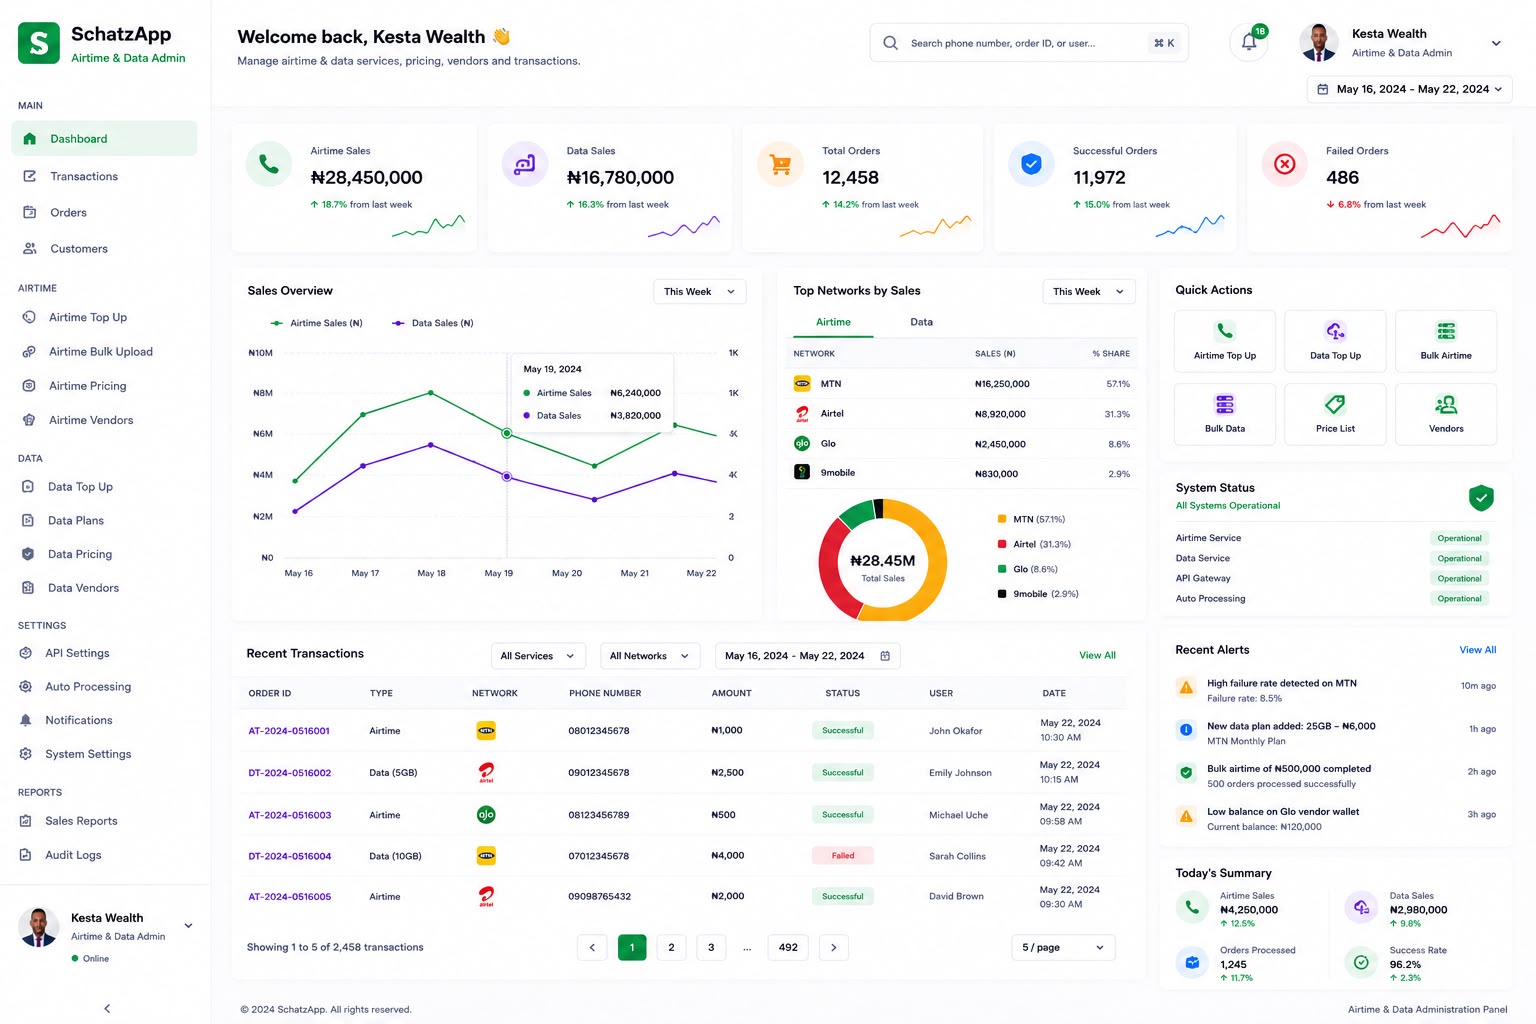 S
SchatzApp
Airtime & Data Admin
MAIN
Dashboard
Transactions
Orders
Customers
AIRTIME
Airtime Top Up
Airtime Bulk Upload
Airtime Pricing
Airtime Vendors
DATA
Data Top Up
Data Plans
Data Pricing
Data Vendors
SETTINGS
API Settings
Auto Processing
Notifications
System Settings
REPORTS
Sales Reports
Audit Logs
Kesta Wealth
Airtime & Data Admin
Online
Welcome back, Kesta Wealth 👋
Manage airtime & data services, pricing, vendors and transactions.
Search phone number, order ID, or user... ⌘ K
18
Kesta Wealth
Airtime & Data Admin
May 16, 2024 - May 22, 2024
Airtime Sales
₦28,450,000
↑ 18.7% from last week
Data Sales
₦16,780,000
↑ 16.3% from last week
Total Orders
12,458
↑ 14.2% from last week
Successful Orders
11,972
↑ 15.0% from last week
Failed Orders
486
↓ 6.8% from last week
Sales Overview
This Week
Airtime Sales (₦) Data Sales (₦)
₦10M 1K
₦8M 1K
₦6M
₦4M 4K
₦2M 2
₦0 0
May 19, 2024
Airtime Sales ₦6,240,000
Data Sales ₦3,820,000
May 16 May 17 May 18 May 19 May 20 May 21 May 22
Top Networks by Sales
This Week
Airtime Data
NETWORK SALES (₦) % SHARE
MTN MTN ₦16,250,000 57.1%
airtel Airtel ₦8,920,000 31.3%
glo Glo ₦2,450,000 8.6%
9mobile ₦830,000 2.9%
₦28.45M
Total Sales
MTN (57.1%)
Airtel (31.3%)
Glo (8.6%)
9mobile (2.9%)
Quick Actions
Airtime Top Up Data Top Up Bulk Airtime
Bulk Data Price List Vendors
System Status
All Systems Operational
Airtime Service Operational
Data Service Operational
API Gateway Operational
Auto Processing Operational
Recent Transactions
All Services All Networks May 16, 2024 - May 22, 2024 View All
ORDER ID TYPE NETWORK PHONE NUMBER AMOUNT STATUS USER DATE
AT-2024-0516001 Airtime MTN 08012345678 ₦1,000 Successful John Okafor May 22, 2024
10:30 AM
DT-2024-0516002 Data (5GB) airtel 09012345678 ₦2,500 Successful Emily Johnson May 22, 2024
10:15 AM
AT-2024-0516003 Airtime glo 08123456789 ₦500 Successful Michael Uche May 22, 2024
09:58 AM
DT-2024-0516004 Data (10GB) MTN 07012345678 ₦4,000 Failed Sarah Collins May 22, 2024
09:42 AM
AT-2024-0516005 Airtime airtel 09098765432 ₦2,000 Successful David Brown May 22, 2024
09:30 AM
Showing 1 to 5 of 2,458 transactions
1 2 3 ... 492
5 / page
Recent Alerts View All
High failure rate detected on MTN 10m ago
Failure rate: 8.5%
New data plan added: 25GB – ₦6,000 1h ago
MTN Monthly Plan
Bulk airtime of ₦500,000 completed 2h ago
500 orders processed successfully
Low balance on Glo vendor wallet 3h ago
Current balance: ₦120,000
Today's Summary
Airtime Sales
₦4,250,000
↑ 12.5%
Data Sales
₦2,980,000
↑ 9.8%
Orders Processed
1,245
↑ 11.7%
Success Rate
96.2%
↑ 2.3%
© 2024 SchatzApp. All rights reserved.
Airtime & Data Administration Panel